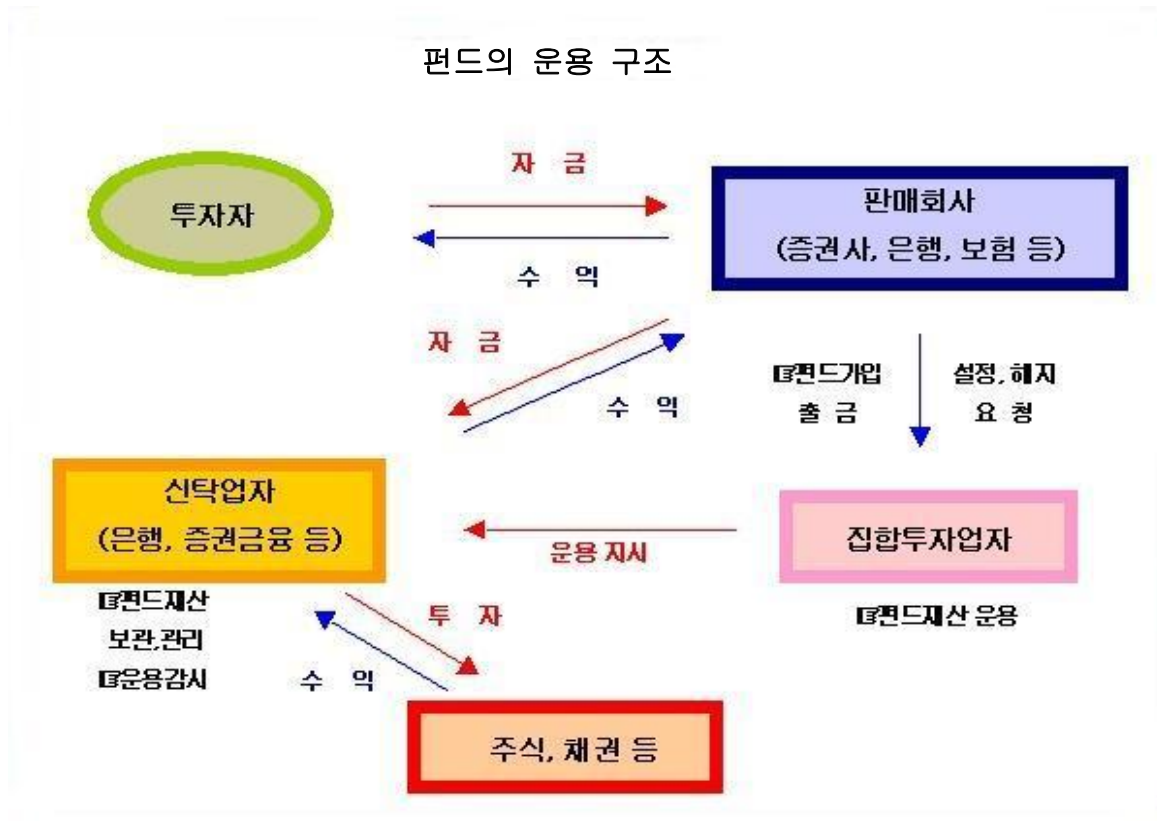 펀드의 운용 구조
자 금
투자자
판매회사
(증권사, 은행, 보험 등)
수 익
자 금
수 익
☞펀드가입
출 금
설정, 해지
요 청
신탁업자
(은행, 증권금융 등)
운용 지시
집합투자업자
☞펀드재산
보관,관리
☞운용감시
☞펀드재산 운용
투 자
수 익
주식, 채권 등